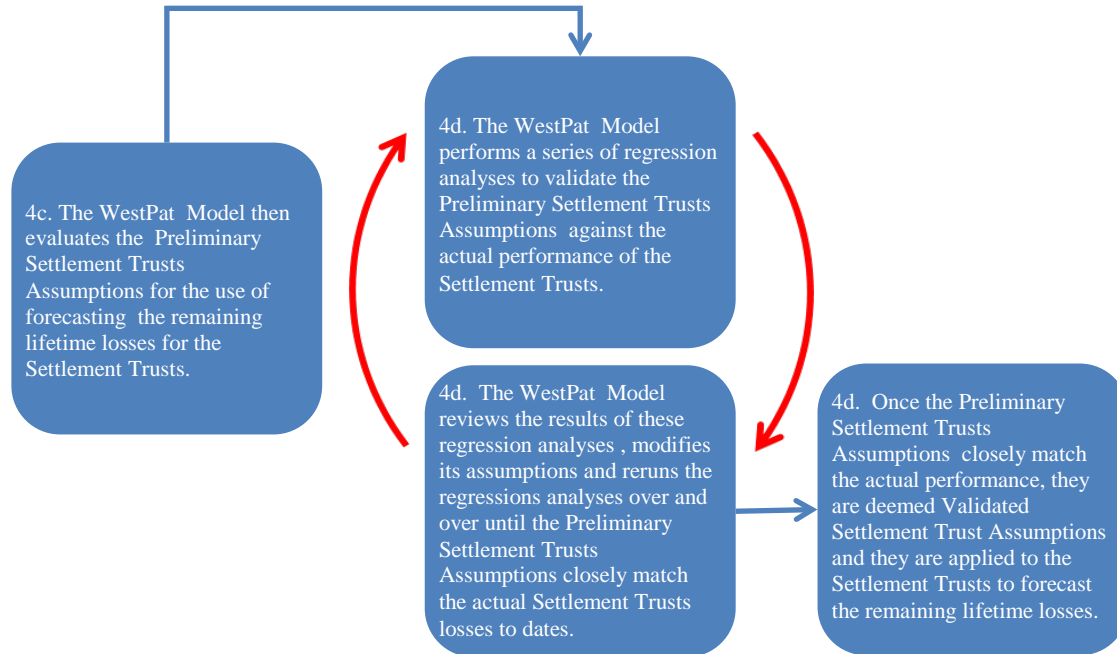 4c. The WestPat  Model then
evaluates the  Preliminary
Settlement Trusts
Assumptions for the use of
forecasting  the remaining
lifetime losses for the
Settlement Trusts.
4d. The WestPat  Model
performs a series of regression
analyses to validate the
Preliminary Settlement Trusts
Assumptions  against the
actual performance of the
Settlement Trusts.
4d.  The WestPat  Model
reviews the results of these
regression analyses , modifies
its assumptions and reruns the
regressions analyses over and
over until the Preliminary
Settlement Trusts
Assumptions closely match
the actual Settlement Trusts
losses to dates.
4d.  Once the Preliminary
Settlement Trusts
Assumptions  closely match
the actual performance, they
are deemed Validated
Settlement Trust Assumptions
and they are applied to the
Settlement Trusts to forecast
the remaining lifetime losses.